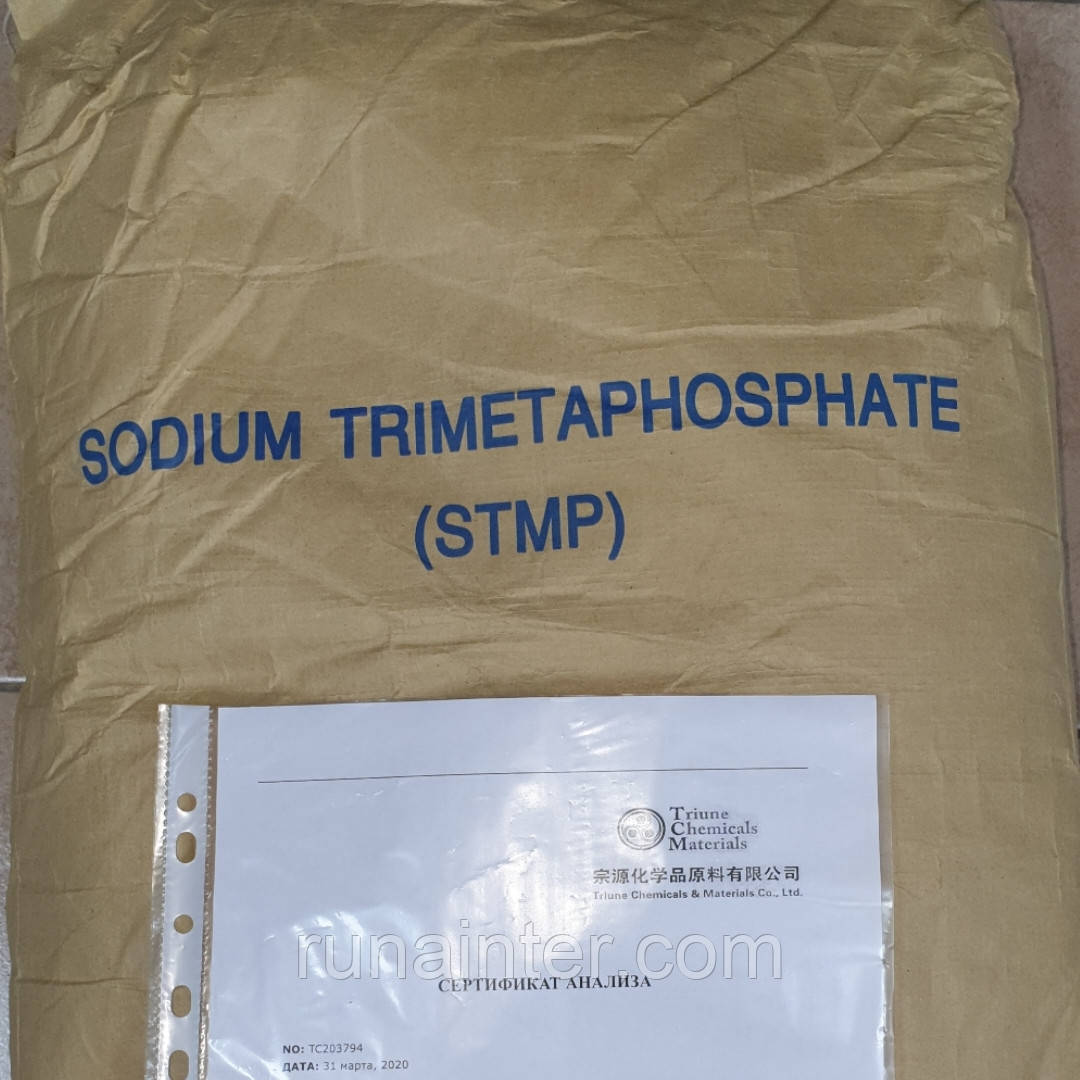 SODIUM TRIMETAPHOSPHATE
(STMP)
Triune
Chemicals
Materials
宗源化学品原料有限公司
Triune Chemicals & Materials Co., Ltd.
runainter.com
СЕРТИФИКАТ АНАЛИЗА
NO: TC203794
ДАТА: 31 марта, 2020